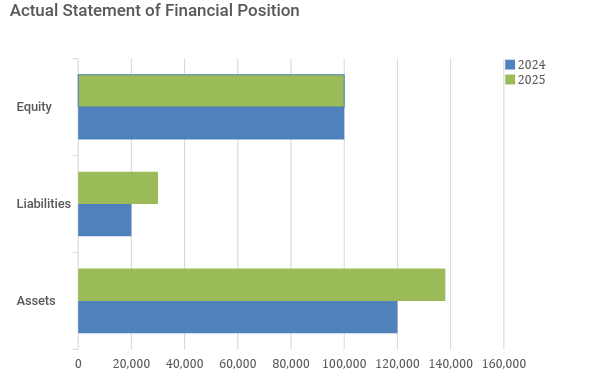 Actual Statement of Financial Position
2024
2025
Equity
Liabilities
Assets
0 20,000 40,000 60,000 80,000 100,000 120,000 140,000 160,000